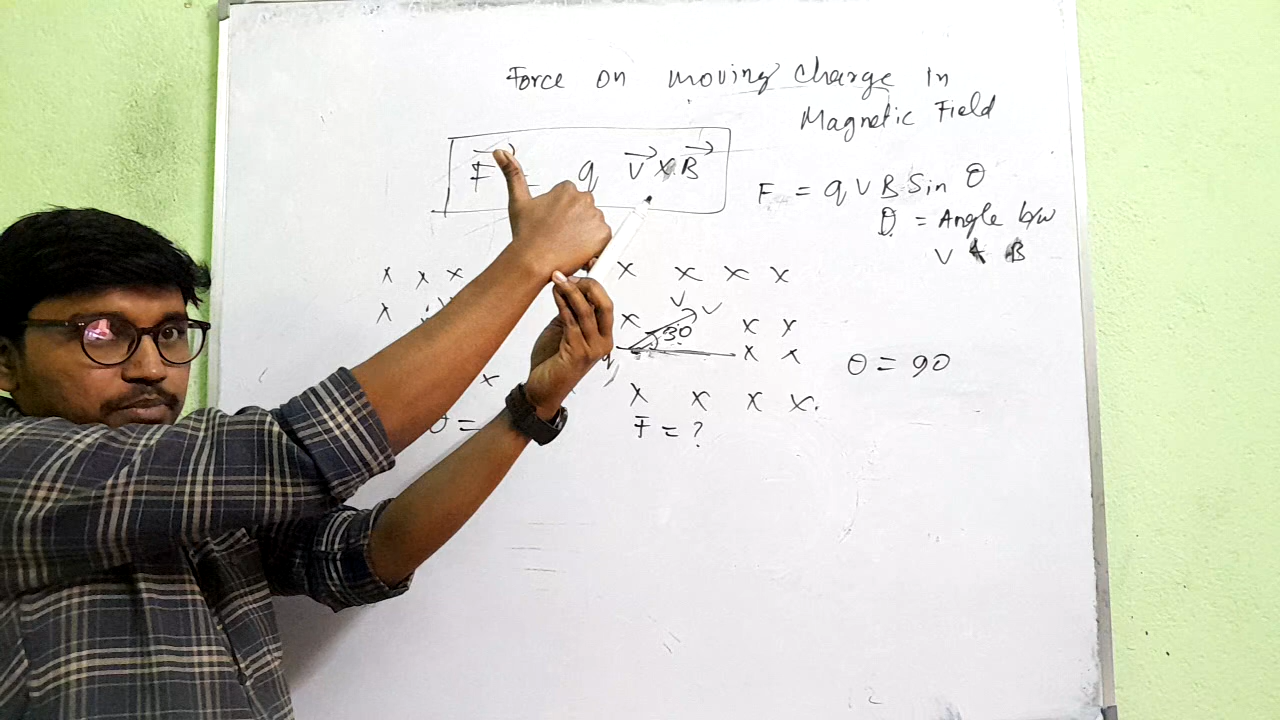 Force on moving charge in
Magnetic Field
F = q V × B
F = q V B Sin θ
θ = Angle b/w
V & B
x x x x x x x
x x x x
V V
30
q x x
θ = 90
x x x x x.
θ =
F = ?